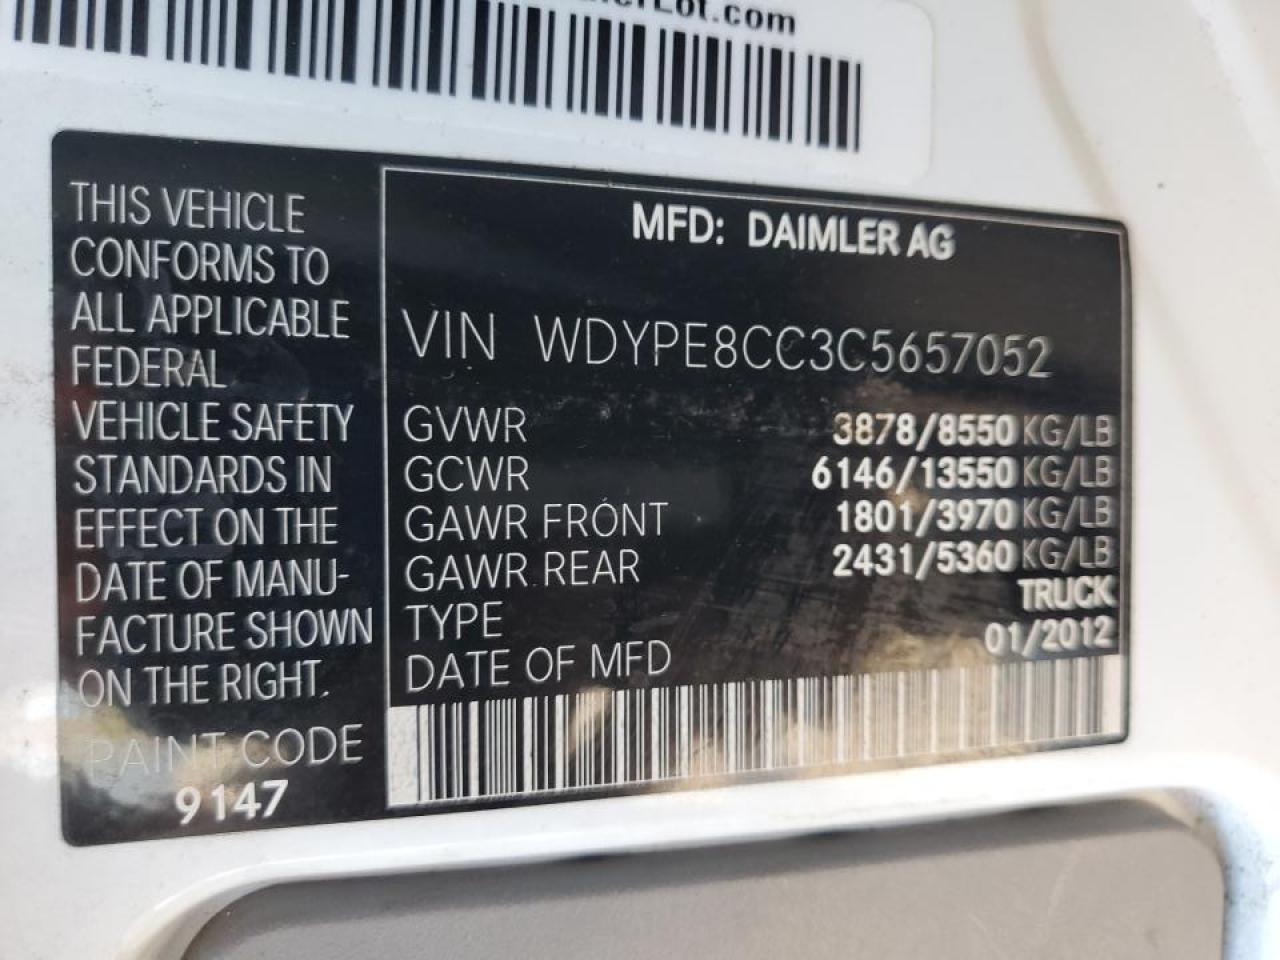 Lot.com
THIS VEHICLE
CONFORMS TO
ALL APPLICABLE
FEDERAL
VEHICLE SAFETY
STANDARDS IN
EFFECT ON THE
DATE OF MANU-
FACTURE SHOWN
ON THE RIGHT.
PAINT CODE
9147
MFD: DAIMLER AG
VIN WDYPE8CC3C5657052
GVWR 3878/8550 KG/LB
GCWR 6146/13550 KG/LB
GAWR FRONT 1801/3970 KG/LB
GAWR REAR 2431/5360 KG/LB
TYPE TRUCK
DATE OF MFD 01/2012